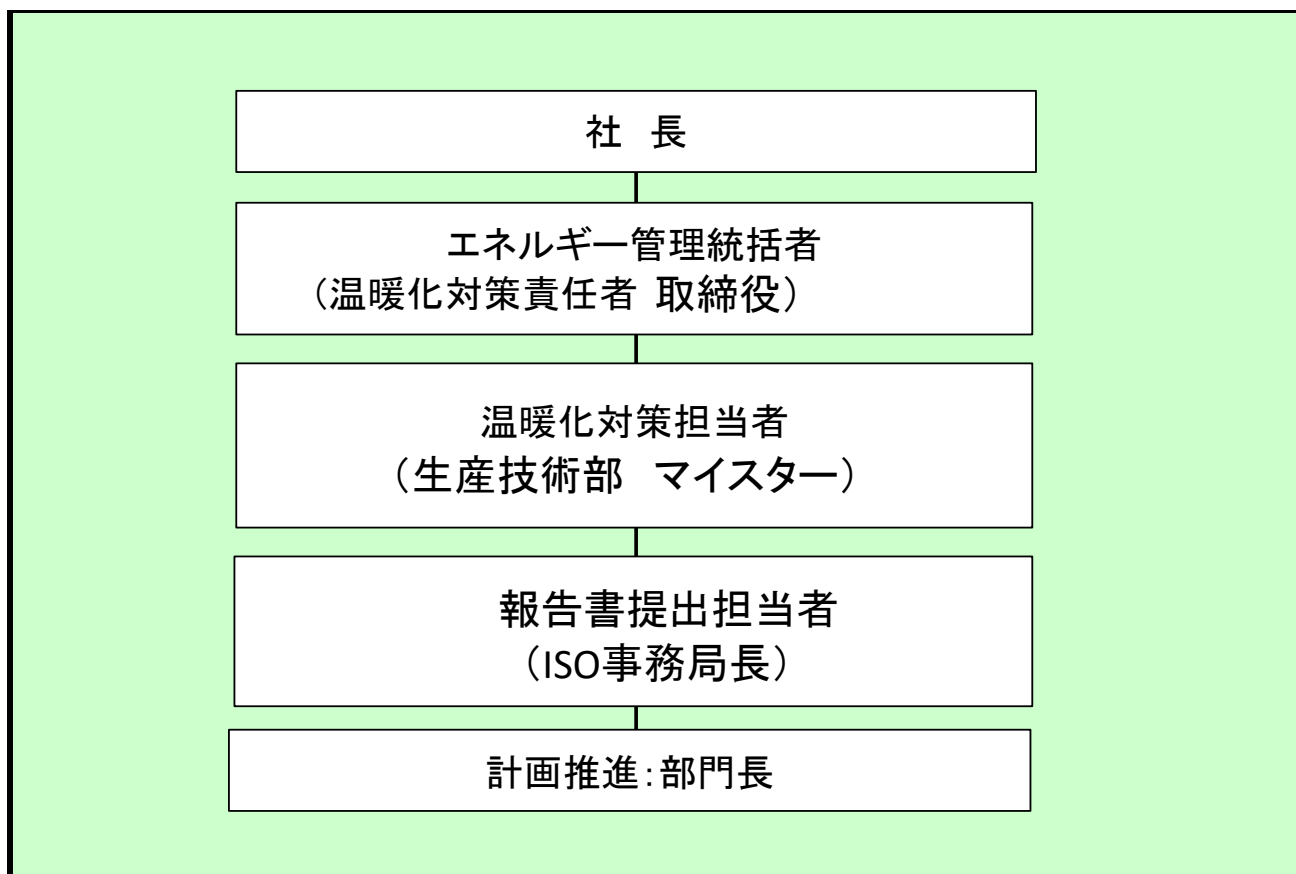 社　長
エネルギー管理統括者
（温暖化対策責任者 取締役）
温暖化対策担当者
（生産技術部　マイスター）
報告書提出担当者
（ISO事務局長）
計画推進：部門長